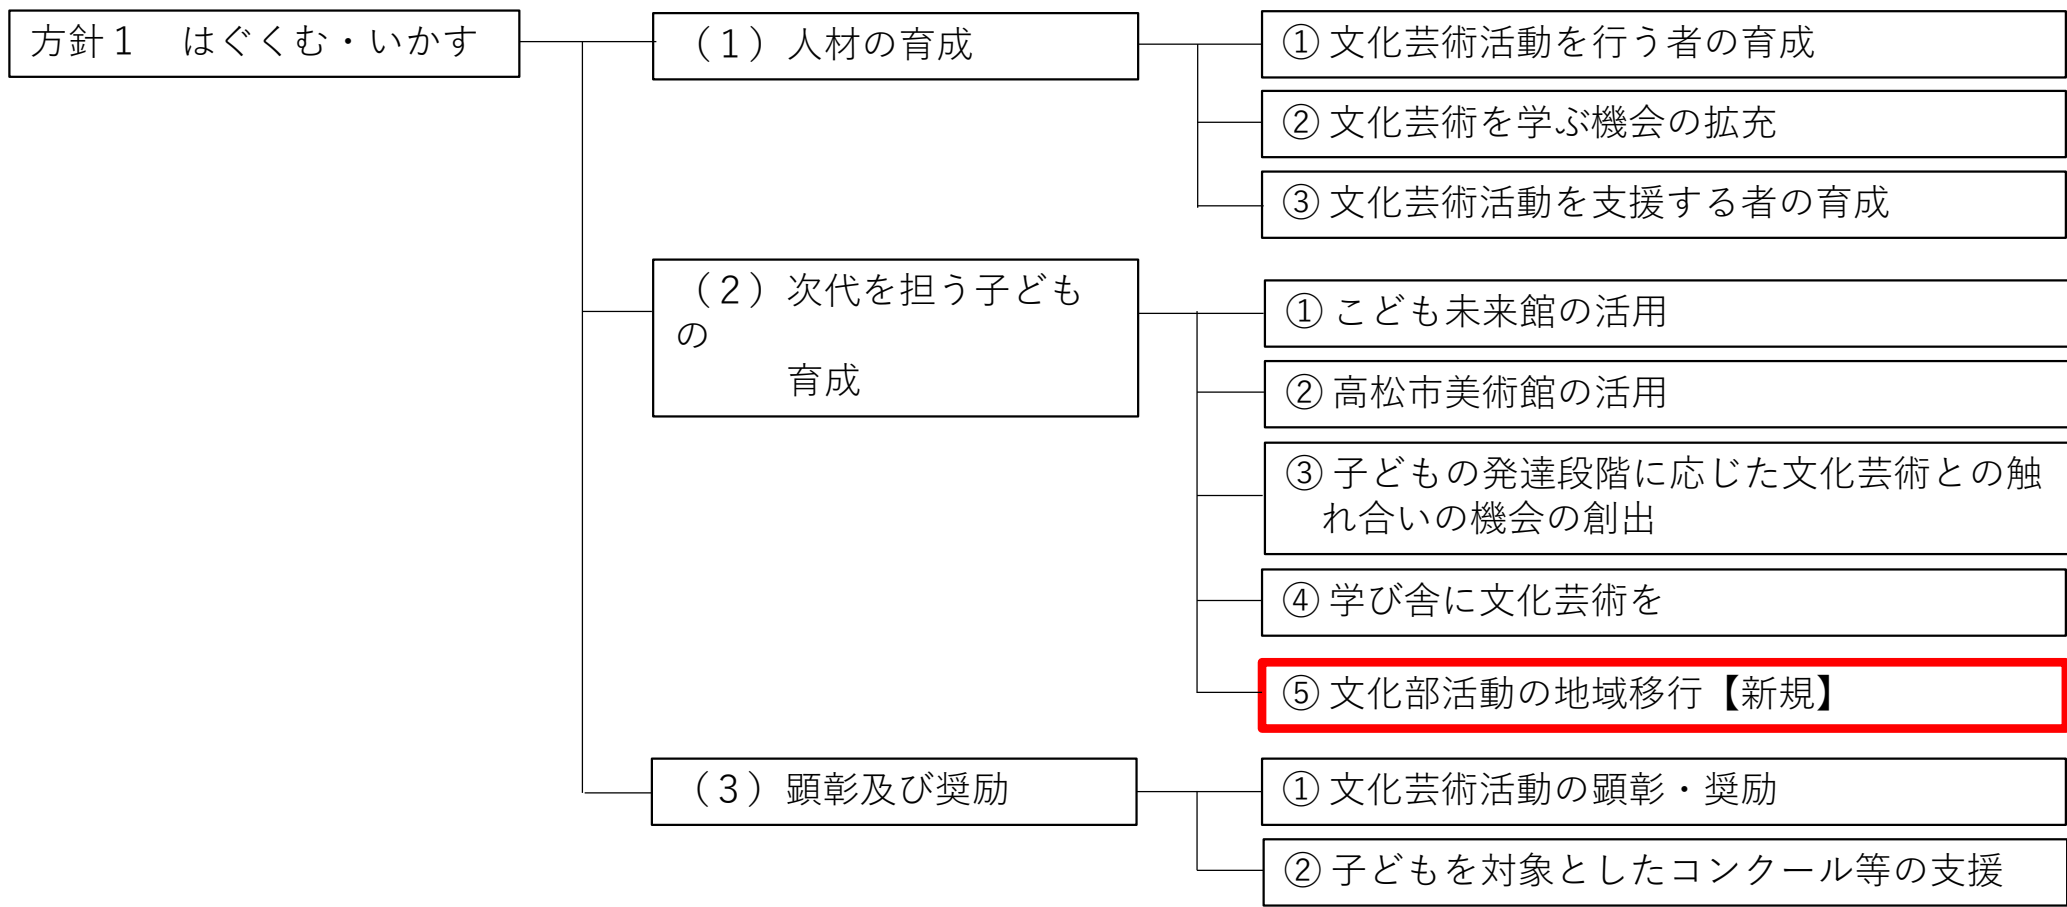 方針１　はぐくむ・いかす
（１）人材の育成
① 文化芸術活動を行う者の育成
② 文化芸術を学ぶ機会の拡充
③ 文化芸術活動を支援する者の育成
（２）次代を担う子ども
の
育成
① こども未来館の活用
② 高松市美術館の活用
③ 子どもの発達段階に応じた文化芸術との触
れ合いの機会の創出
④ 学び舎に文化芸術を
⑤ 文化部活動の地域移行【新規】
（３）顕彰及び奨励
① 文化芸術活動の顕彰・奨励
② 子どもを対象としたコンクール等の支援